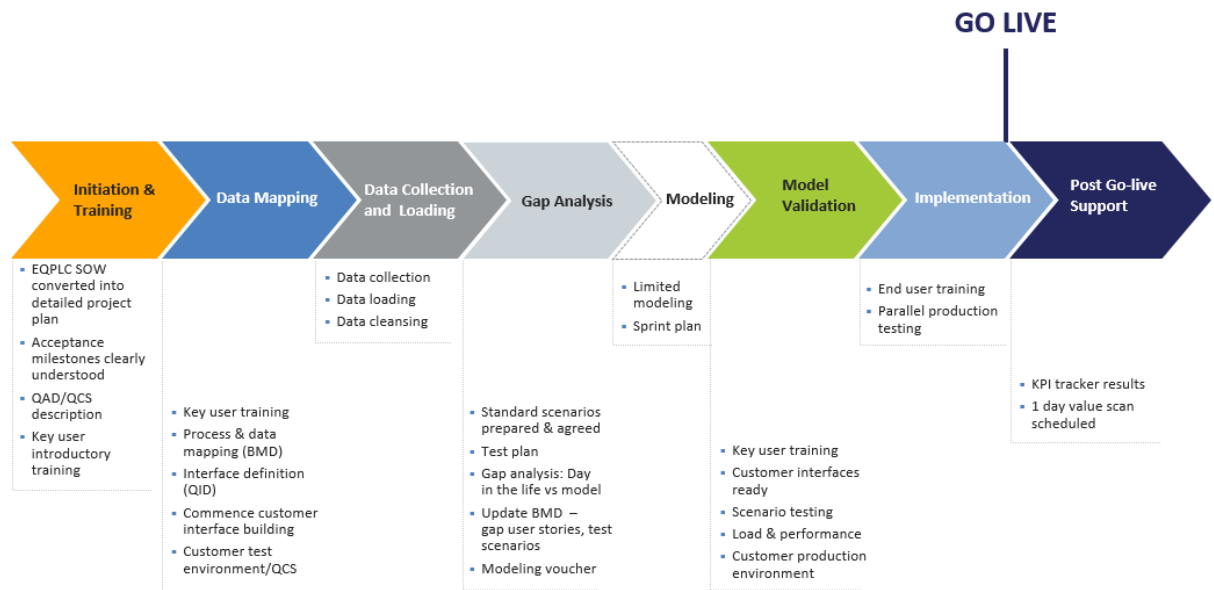 GO LIVE
Initiation &
Training
Data Mapping
Data Collection
and Loading
Gap Analysis
Modeling
Model
Validation
Implementation
Post Go-live
Support
▪ EQPLC SOW
converted into
detailed project
plan
▪ Acceptance
milestones clearly
understood
▪ QAD/QCS
description
▪ Key user
introductory
training
▪ Key user training
▪ Process & data
mapping (BMD)
▪ Interface definition
(QID)
▪ Commence customer
interface building
▪ Customer test
environment/QCS
▪ Data collection
▪ Data loading
▪ Data cleansing
▪ Standard scenarios
prepared & agreed
▪ Test plan
▪ Gap analysis: Day
in the life vs model
▪ Update BMD –
gap user stories, test
scenarios
▪ Modeling voucher
▪ Limited
modeling
▪ Sprint plan
▪ Key user training
▪ Customer interfaces
ready
▪ Scenario testing
▪ Load & performance
▪ Customer production
environment
▪ End user training
▪ Parallel production
testing
▪ KPI tracker results
▪ 1 day value scan
scheduled